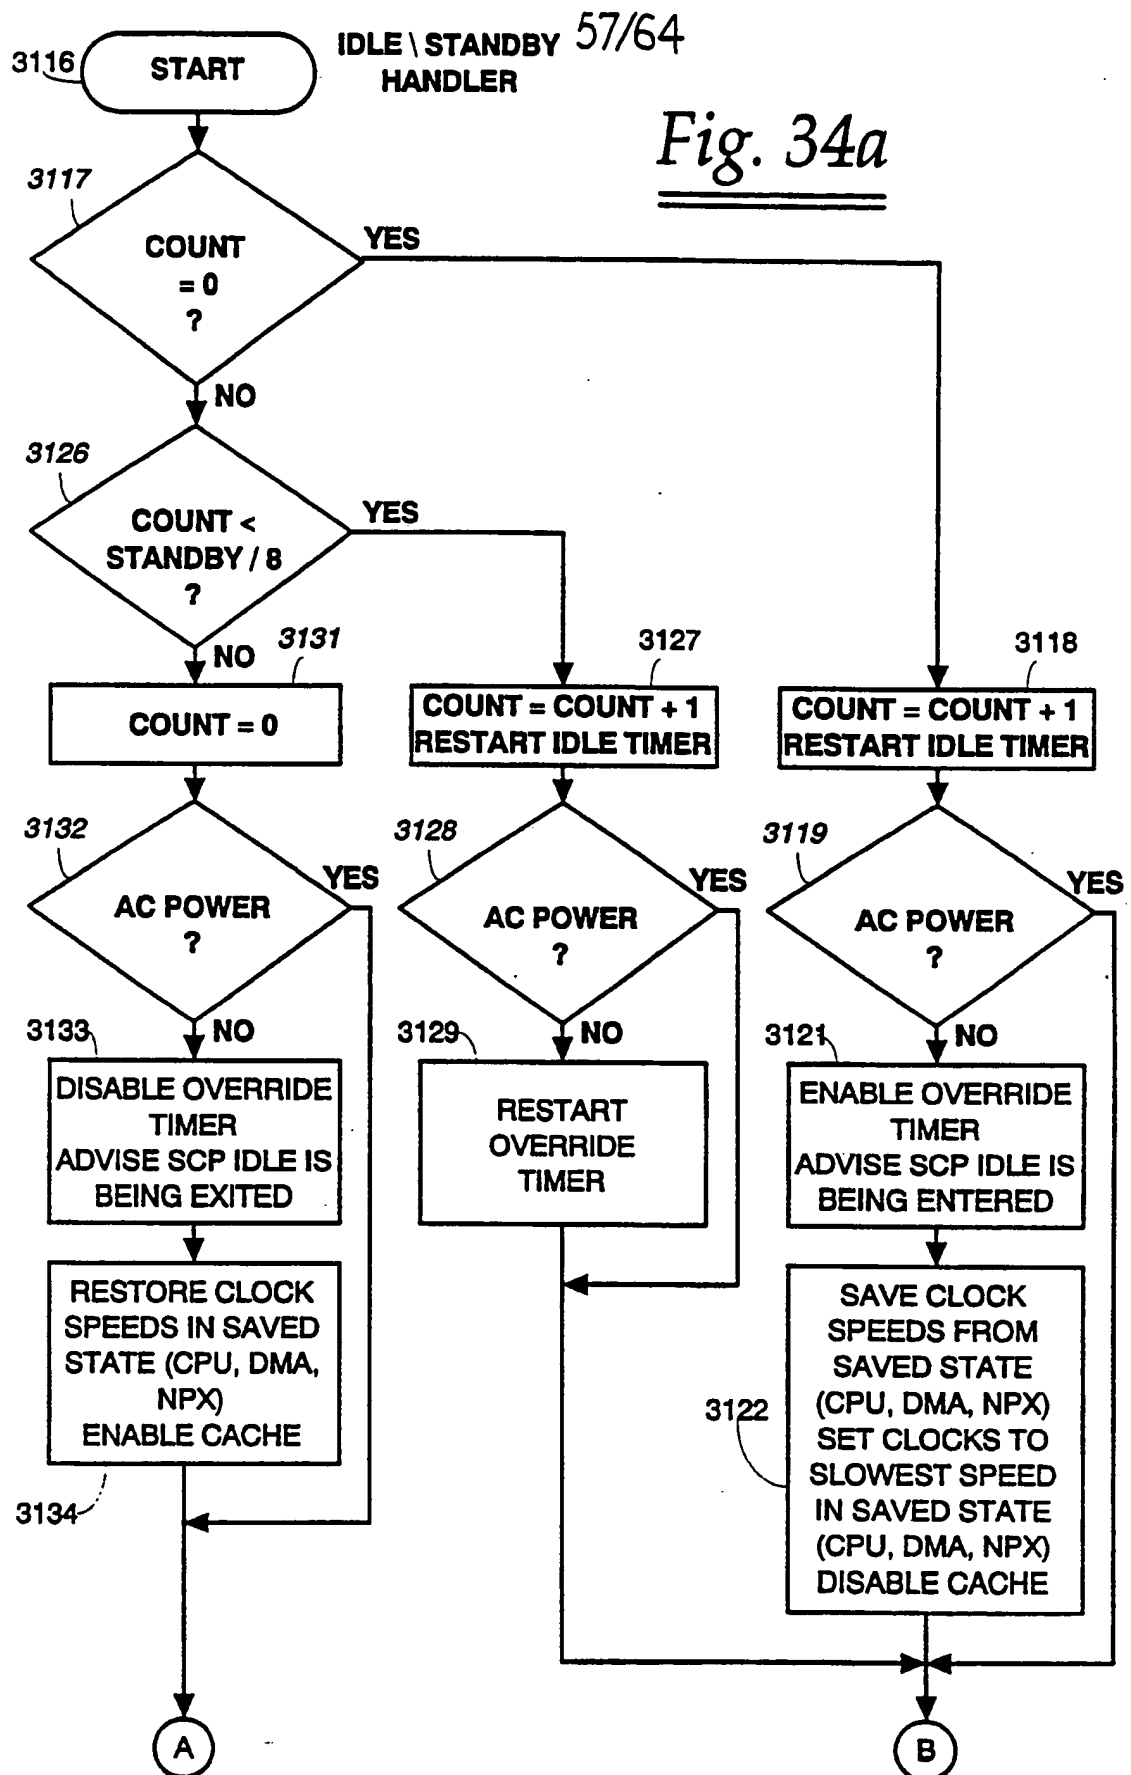 IDLE \ STANDBY 57/64
HANDLER
Fig. 34a
3116
START
3117
COUNT
= 0
?
YES
NO
3126
COUNT <
STANDBY / 8
?
YES
NO
3131
COUNT = 0
3127
COUNT = COUNT + 1
RESTART IDLE TIMER
3118
COUNT = COUNT + 1
RESTART IDLE TIMER
3132
AC POWER
?
YES
NO
3128
AC POWER
?
YES
NO
3119
AC POWER
?
YES
NO
3133
DISABLE OVERRIDE
TIMER
ADVISE SCP IDLE IS
BEING EXITED
3129
RESTART
OVERRIDE
TIMER
3121
ENABLE OVERRIDE
TIMER
ADVISE SCP IDLE IS
BEING ENTERED
RESTORE CLOCK
SPEEDS IN SAVED
STATE (CPU, DMA,
NPX)
ENABLE CACHE
3134
3122
SAVE CLOCK
SPEEDS FROM
SAVED STATE
(CPU, DMA, NPX)
SET CLOCKS TO
SLOWEST SPEED
IN SAVED STATE
(CPU, DMA, NPX)
DISABLE CACHE
A
B